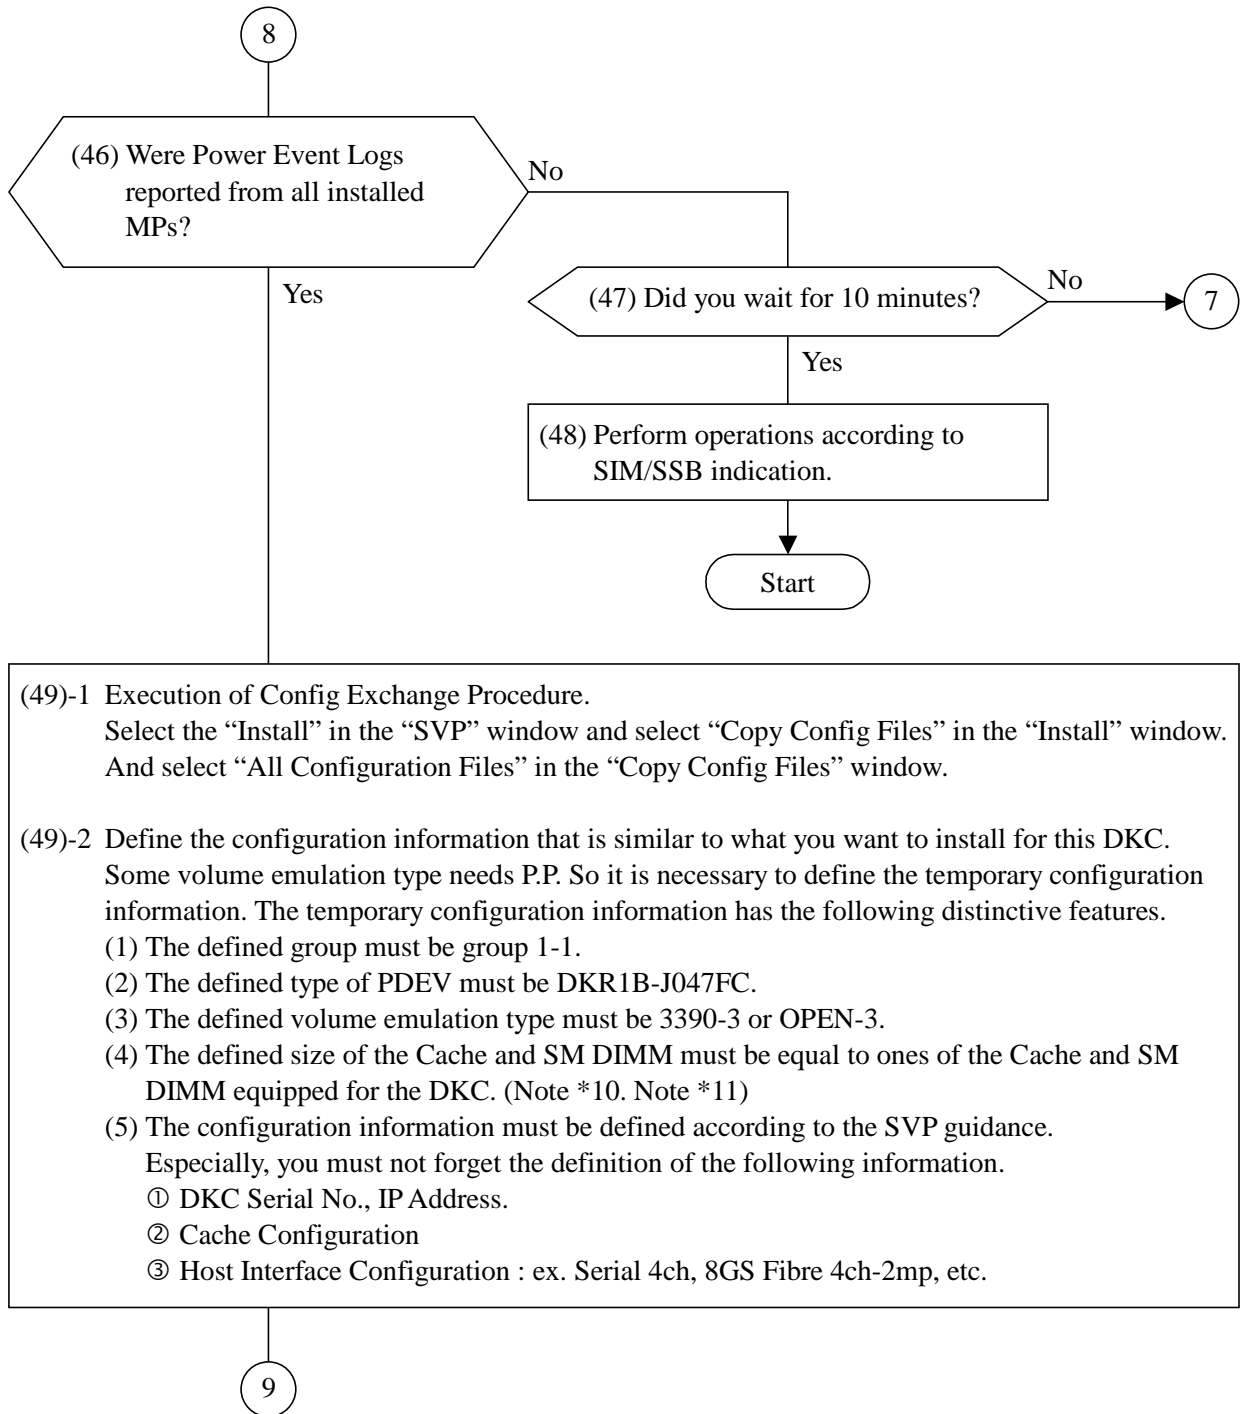 8
(46) Were Power Event Logs
reported from all installed
MPs?
No
Yes
(47) Did you wait for 10 minutes?
No
7
Yes
(48) Perform operations according to
SIM/SSB indication.
Start
(49)-1 Execution of Config Exchange Procedure.
Select the “Install” in the “SVP” window and select “Copy Config Files” in the “Install” window.
And select “All Configuration Files” in the “Copy Config Files” window.
(49)-2 Define the configuration information that is similar to what you want to install for this DKC.
Some volume emulation type needs P.P. So it is necessary to define the temporary configuration
information. The temporary configuration information has the following distinctive features.
(1) The defined group must be group 1-1.
(2) The defined type of PDEV must be DKR1B-J047FC.
(3) The defined volume emulation type must be 3390-3 or OPEN-3.
(4) The defined size of the Cache and SM DIMM must be equal to ones of the Cache and SM
DIMM equipped for the DKC. (Note *10. Note *11)
(5) The configuration information must be defined according to the SVP guidance.
Especially, you must not forget the definition of the following information.
① DKC Serial No., IP Address.
② Cache Configuration
③ Host Interface Configuration : ex. Serial 4ch, 8GS Fibre 4ch-2mp, etc.
9